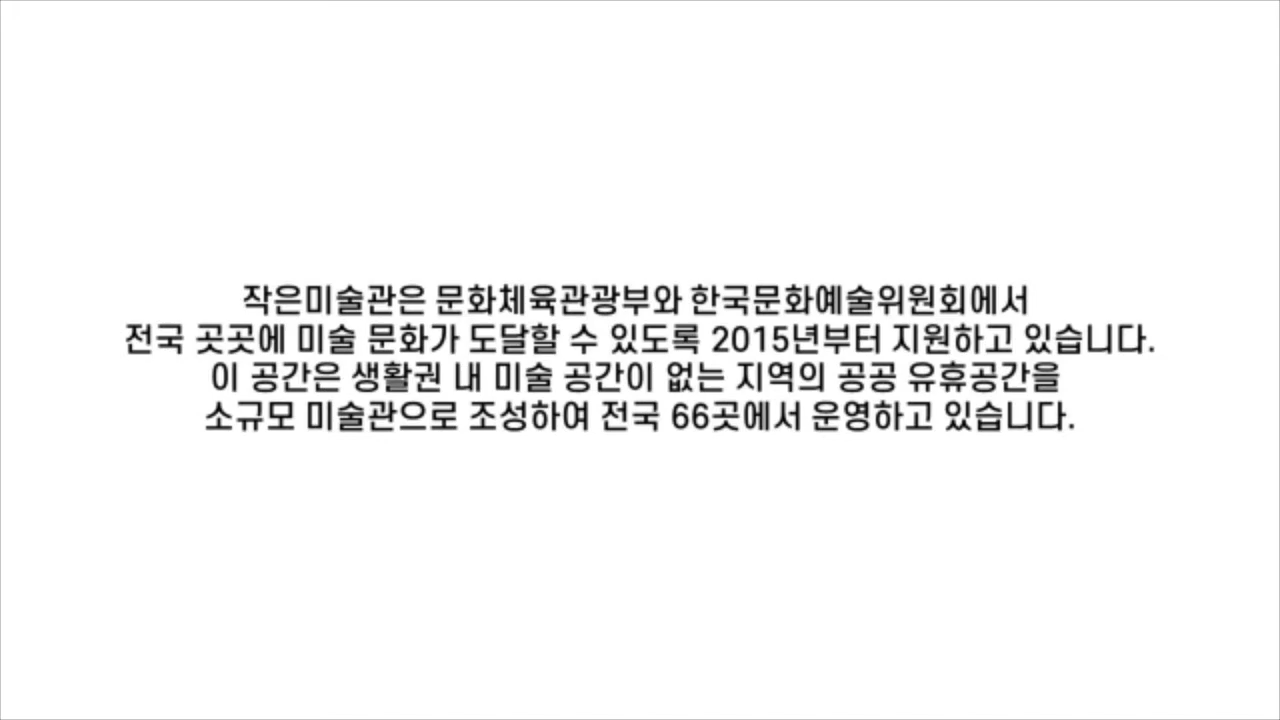 작은미술관은 문화체육관광부와 한국문화예술위원회에서
전국 곳곳에 미술 문화가 도달할 수 있도록 2015년부터 지원하고 있습니다.
이 공간은 생활권 내 미술 공간이 없는 지역의 공공 유휴공간을
소규모 미술관으로 조성하여 전국 66곳에서 운영하고 있습니다.